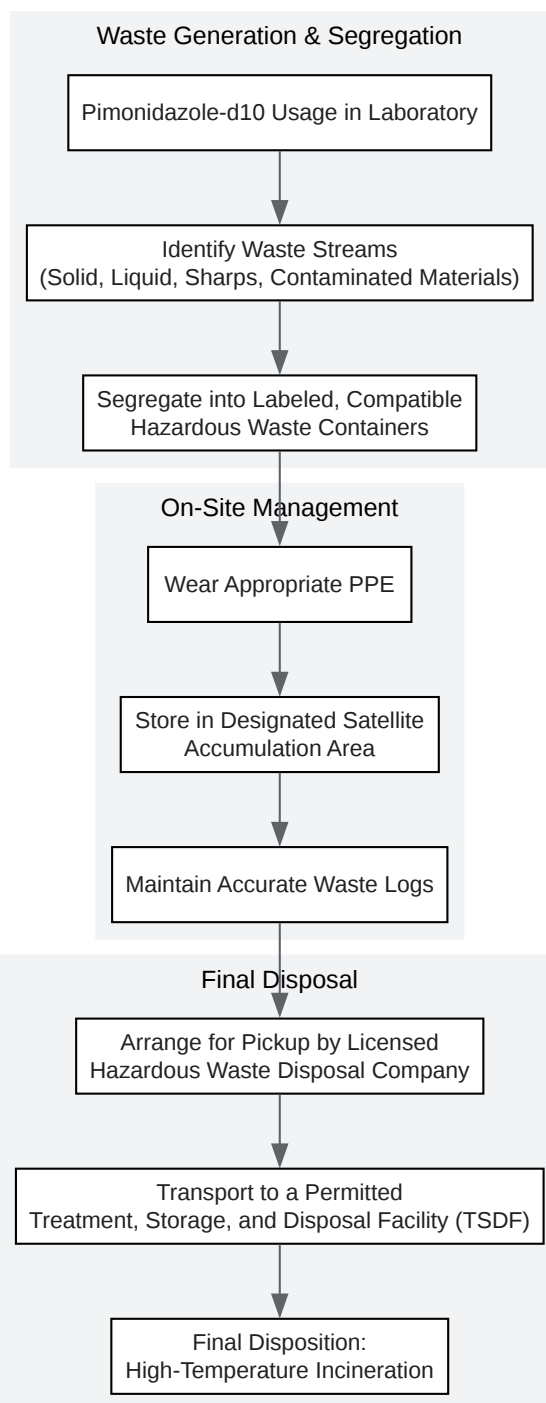 Waste Generation & Segregation
Pimonidazole-d10 Usage in Laboratory
Identify Waste Streams
(Solid, Liquid, Sharps, Contaminated Materials)
Segregate into Labeled, Compatible
Hazardous Waste Containers
On-Site Management
Wear Appropriate PPE
Store in Designated Satellite
Accumulation Area
Maintain Accurate Waste Logs
Final Disposal
Arrange for Pickup by Licensed
Hazardous Waste Disposal Company
Transport to a Permitted
Treatment, Storage, and Disposal Facility (TSDF)
Final Disposition:
High-Temperature Incineration